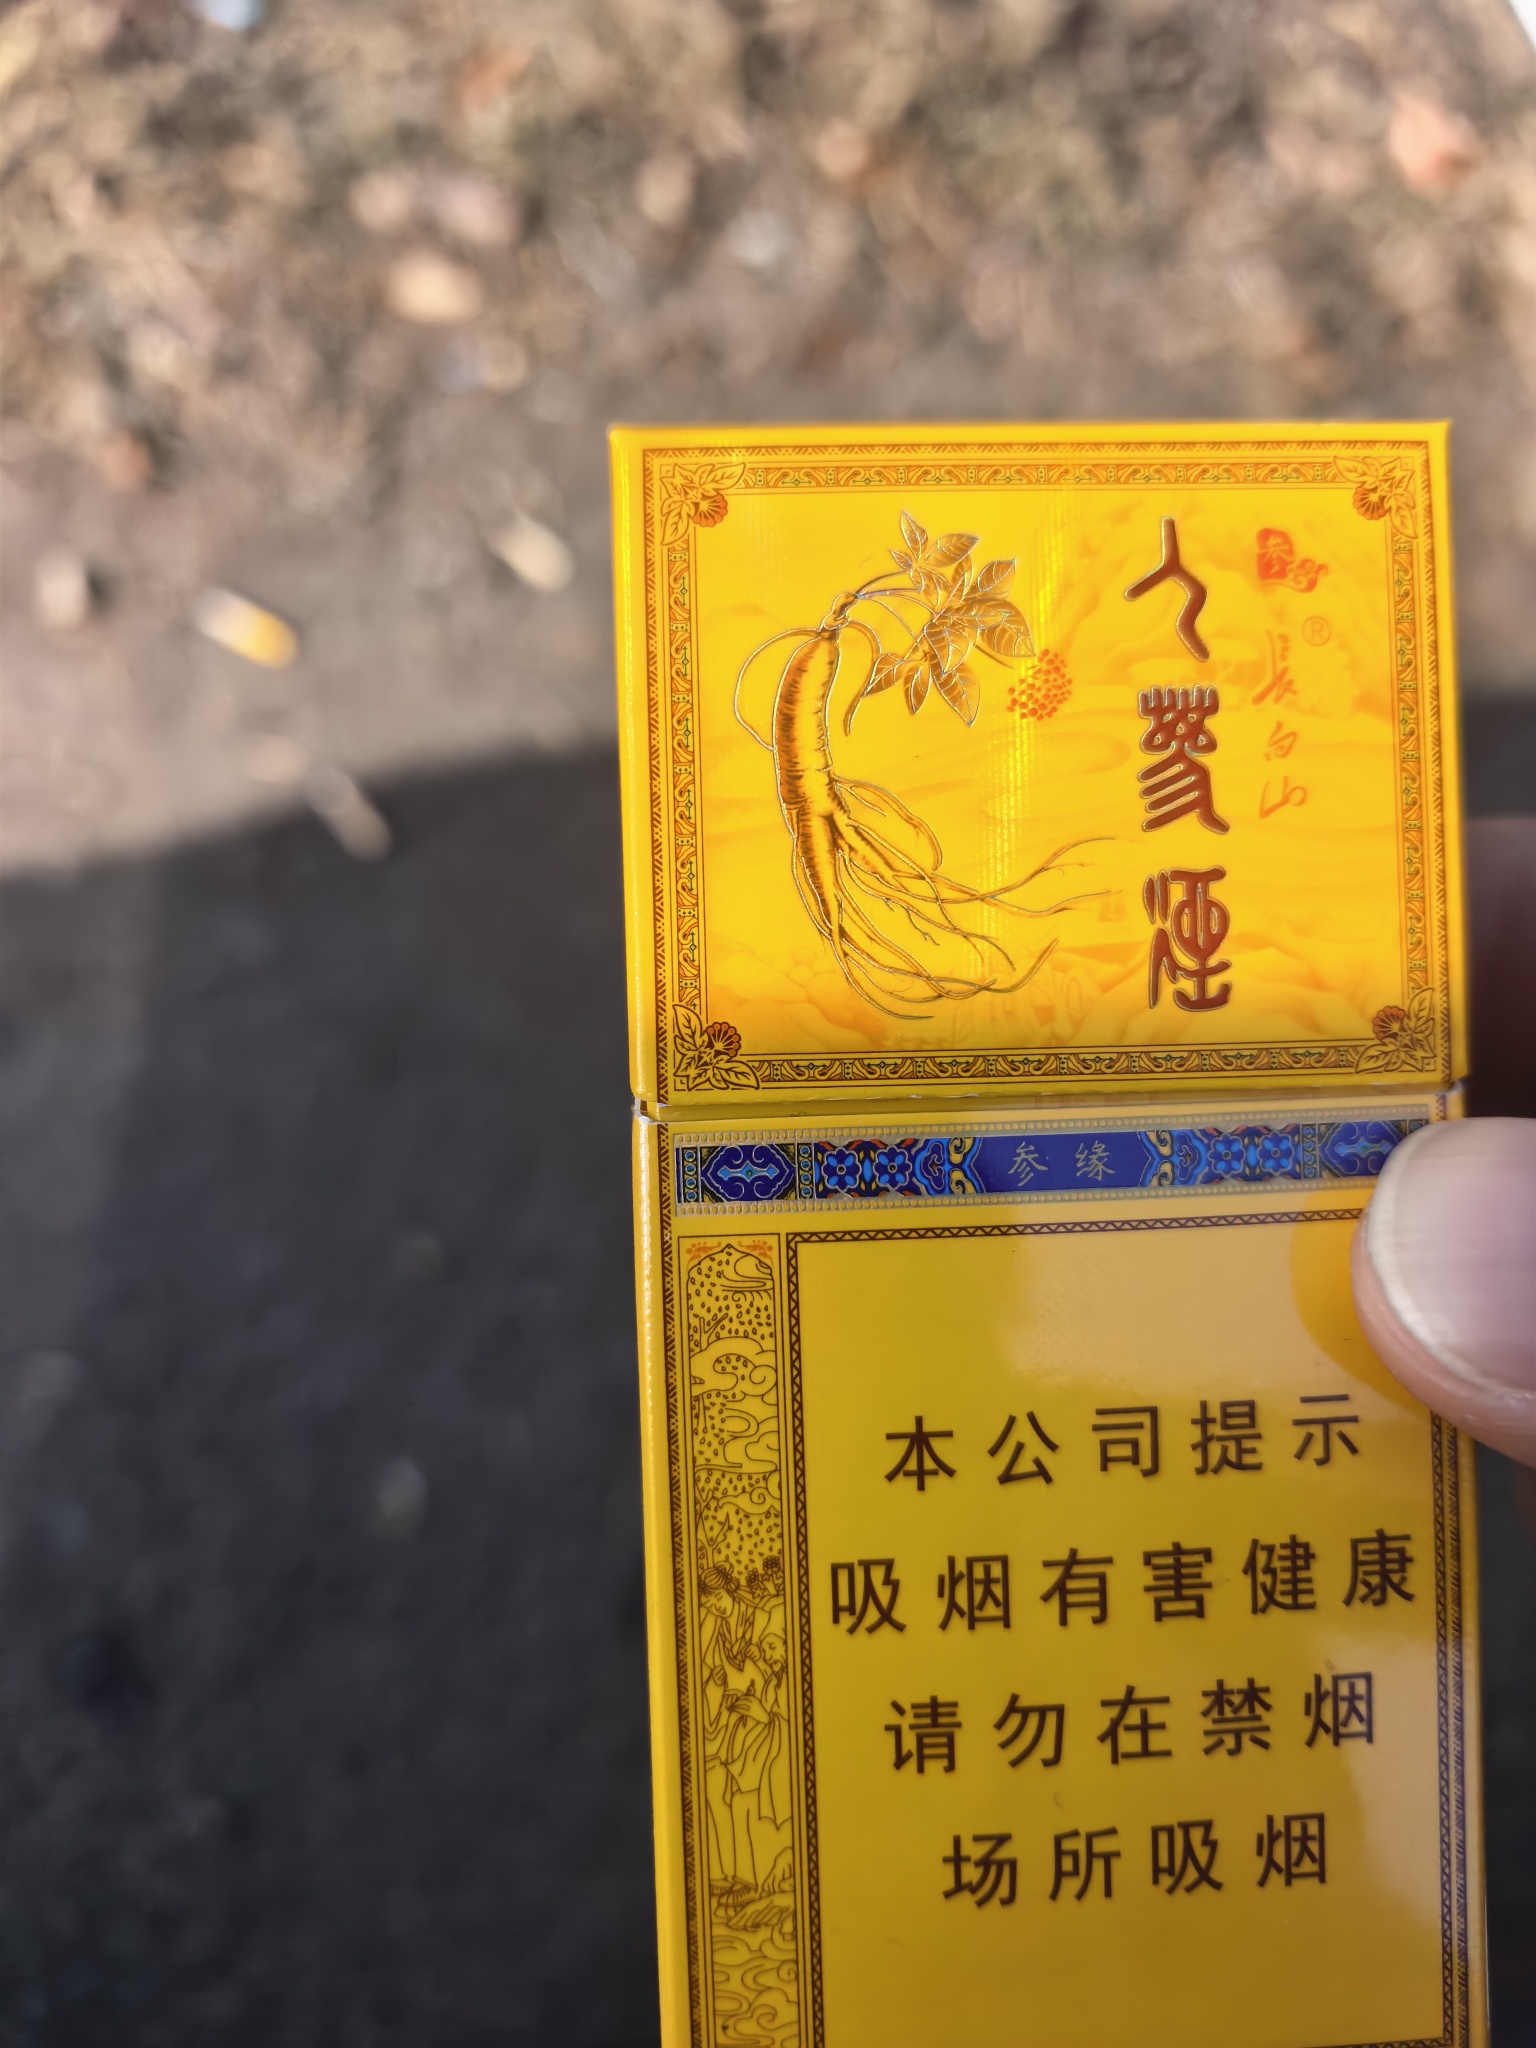 人蔘煙
参
长白山
®
参缘
本公司提示
吸烟有害健康
请勿在禁烟
场所吸烟